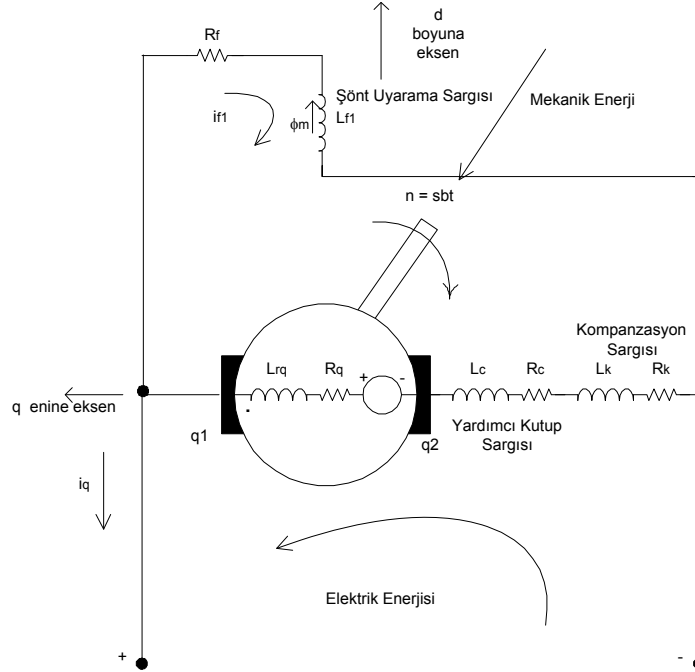 Rf
d
boyuna
eksen
Şönt Uyarama Sargısı
Mekanik Enerji
if1
ϕm
Lf1
n = sbt
Kompanzasyon
Sargısı
Lrq
Rq
+
-
Lc
Rc
Lk
Rk
q enine eksen
q1
q2
Yardımcı Kutup
Sargısı
iq
Elektrik Enerjisi
+
-